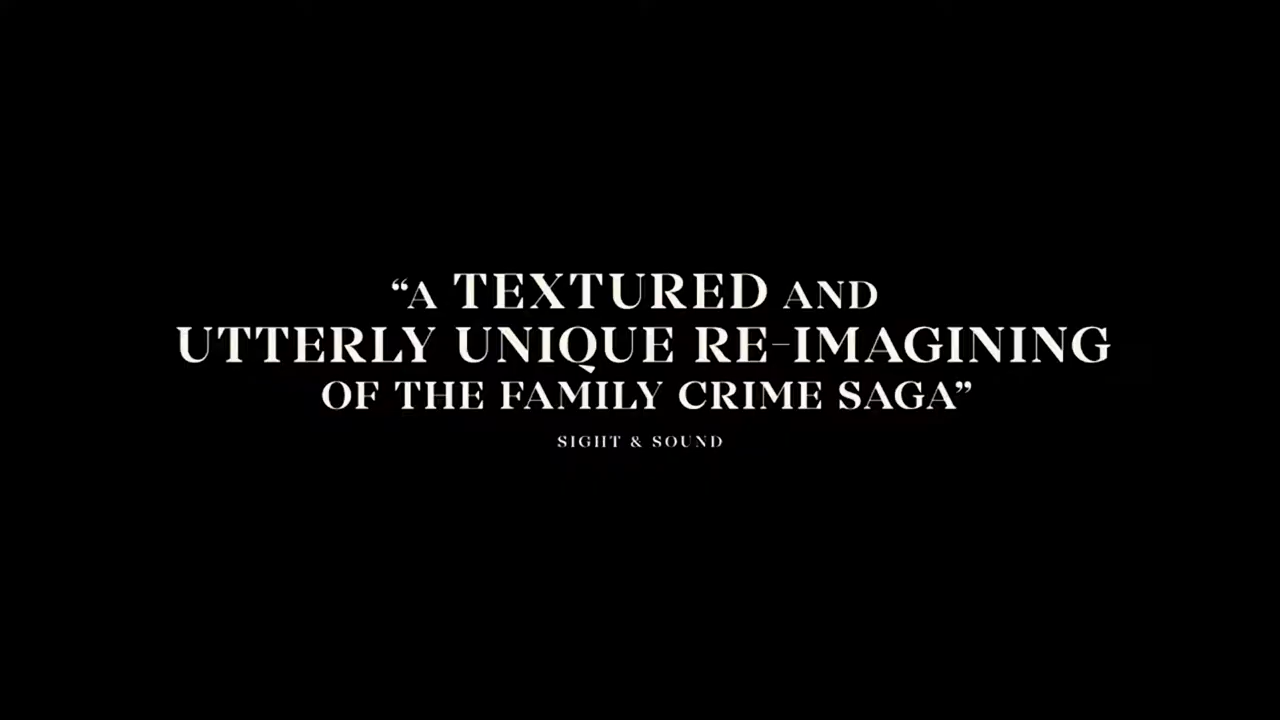 “A TEXTURED AND
UTTERLY UNIQUE RE-IMAGINING
OF THE FAMILY CRIME SAGA”
SIGHT & SOUND